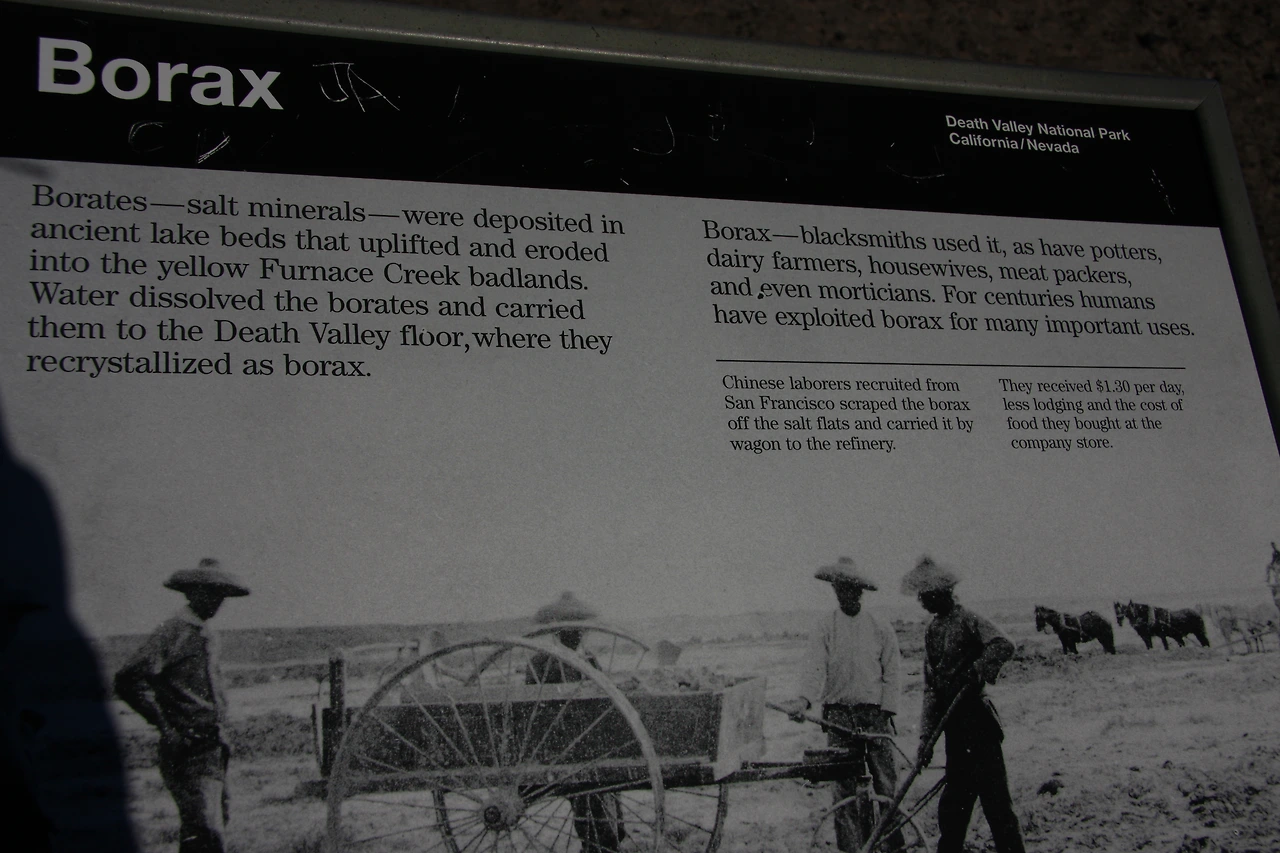 Borax
JA
Death Valley National Park
California/Nevada
Borates—salt minerals—were deposited in
ancient lake beds that uplifted and eroded
into the yellow Furnace Creek badlands.
Water dissolved the borates and carried
them to the Death Valley floor, where they
recrystallized as borax.
Borax—blacksmiths used it, as have potters,
dairy farmers, housewives, meat packers,
and even morticians. For centuries humans
have exploited borax for many important uses.
Chinese laborers recruited from
San Francisco scraped the borax
off the salt flats and carried it by
wagon to the refinery.
They received $1.30 per day,
less lodging and the cost of
food they bought at the
company store.